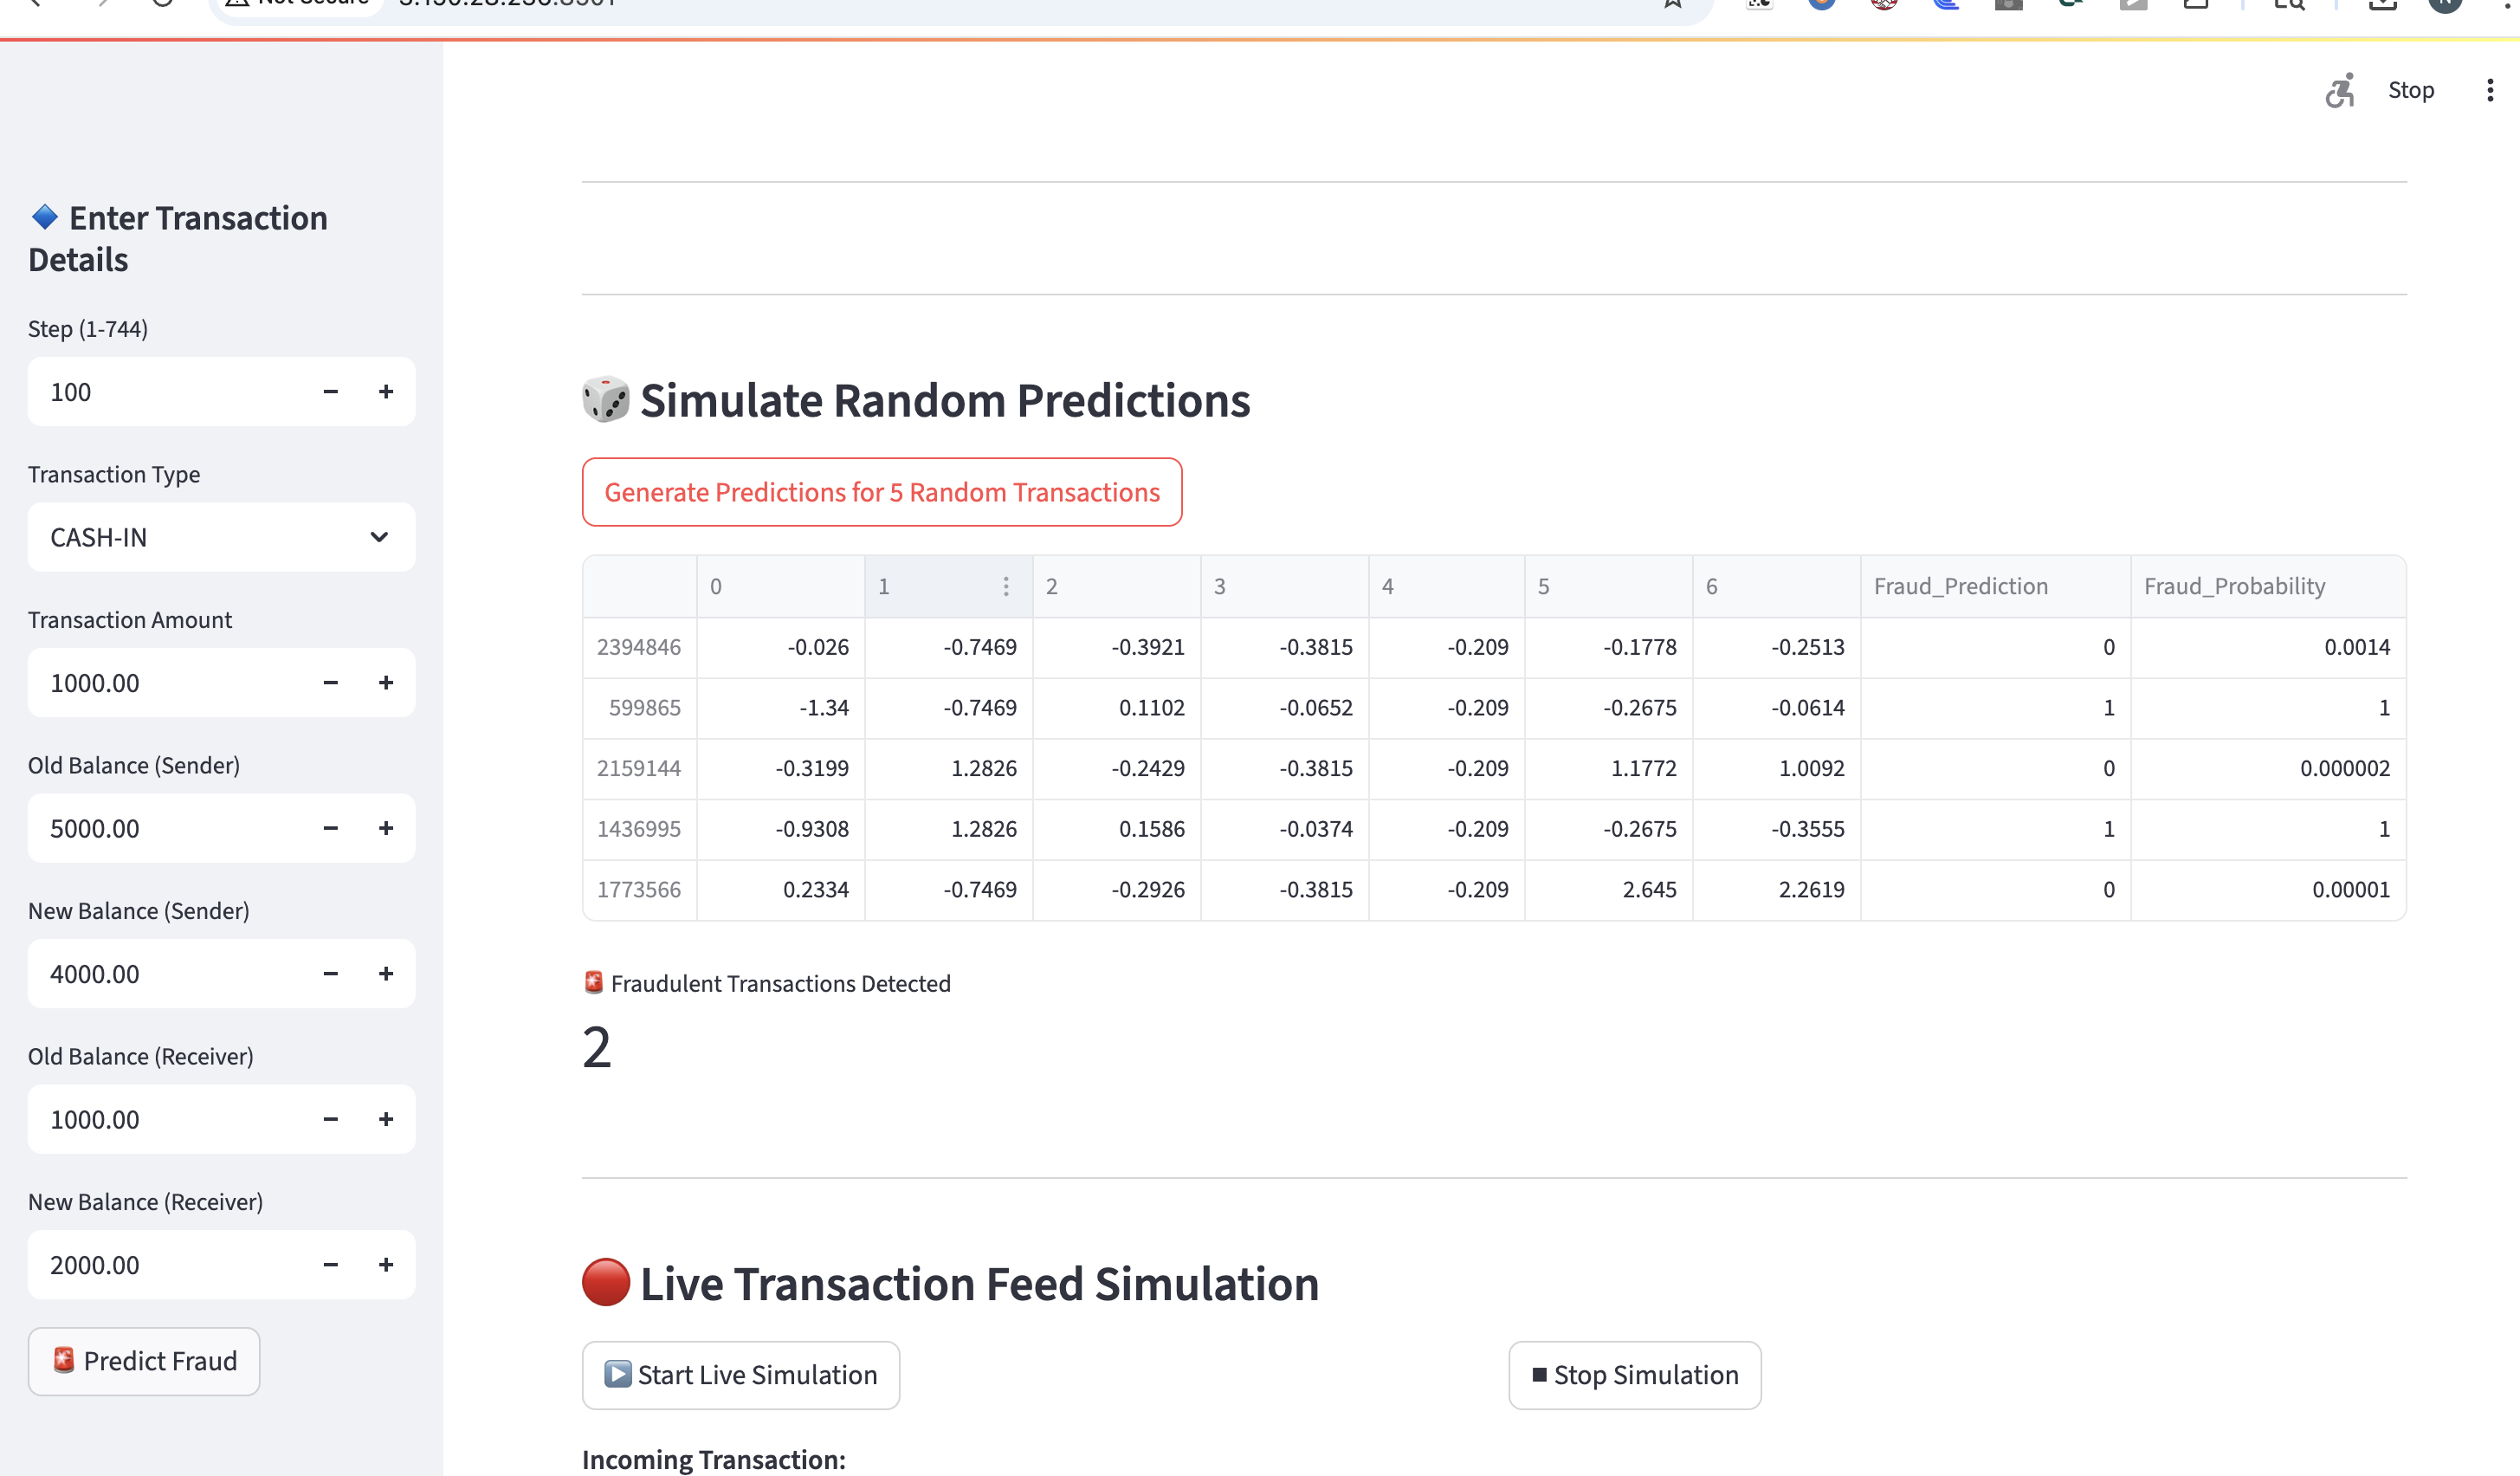 Stop
Enter Transaction
Details
Step (1-744)
100
Transaction Type
CASH-IN
Transaction Amount
1000.00
Old Balance (Sender)
5000.00
New Balance (Sender)
4000.00
Old Balance (Receiver)
1000.00
New Balance (Receiver)
2000.00
Predict Fraud
Simulate Random Predictions
Generate Predictions for 5 Random Transactions
0 1 2 3 4 5 6 Fraud_Prediction Fraud_Probability
2394846 -0.026 -0.7469 -0.3921 -0.3815 -0.209 -0.1778 -0.2513 0 0.0014
599865 -1.34 -0.7469 0.1102 -0.0652 -0.209 -0.2675 -0.0614 1 1
2159144 -0.3199 1.2826 -0.2429 -0.3815 -0.209 1.1772 1.0092 0 0.000002
1436995 -0.9308 1.2826 0.1586 -0.0374 -0.209 -0.2675 -0.3555 1 1
1773566 0.2334 -0.7469 -0.2926 -0.3815 -0.209 2.645 2.2619 0 0.00001
Fraudulent Transactions Detected
2
Live Transaction Feed Simulation
Start Live Simulation
Stop Simulation
Incoming Transaction: